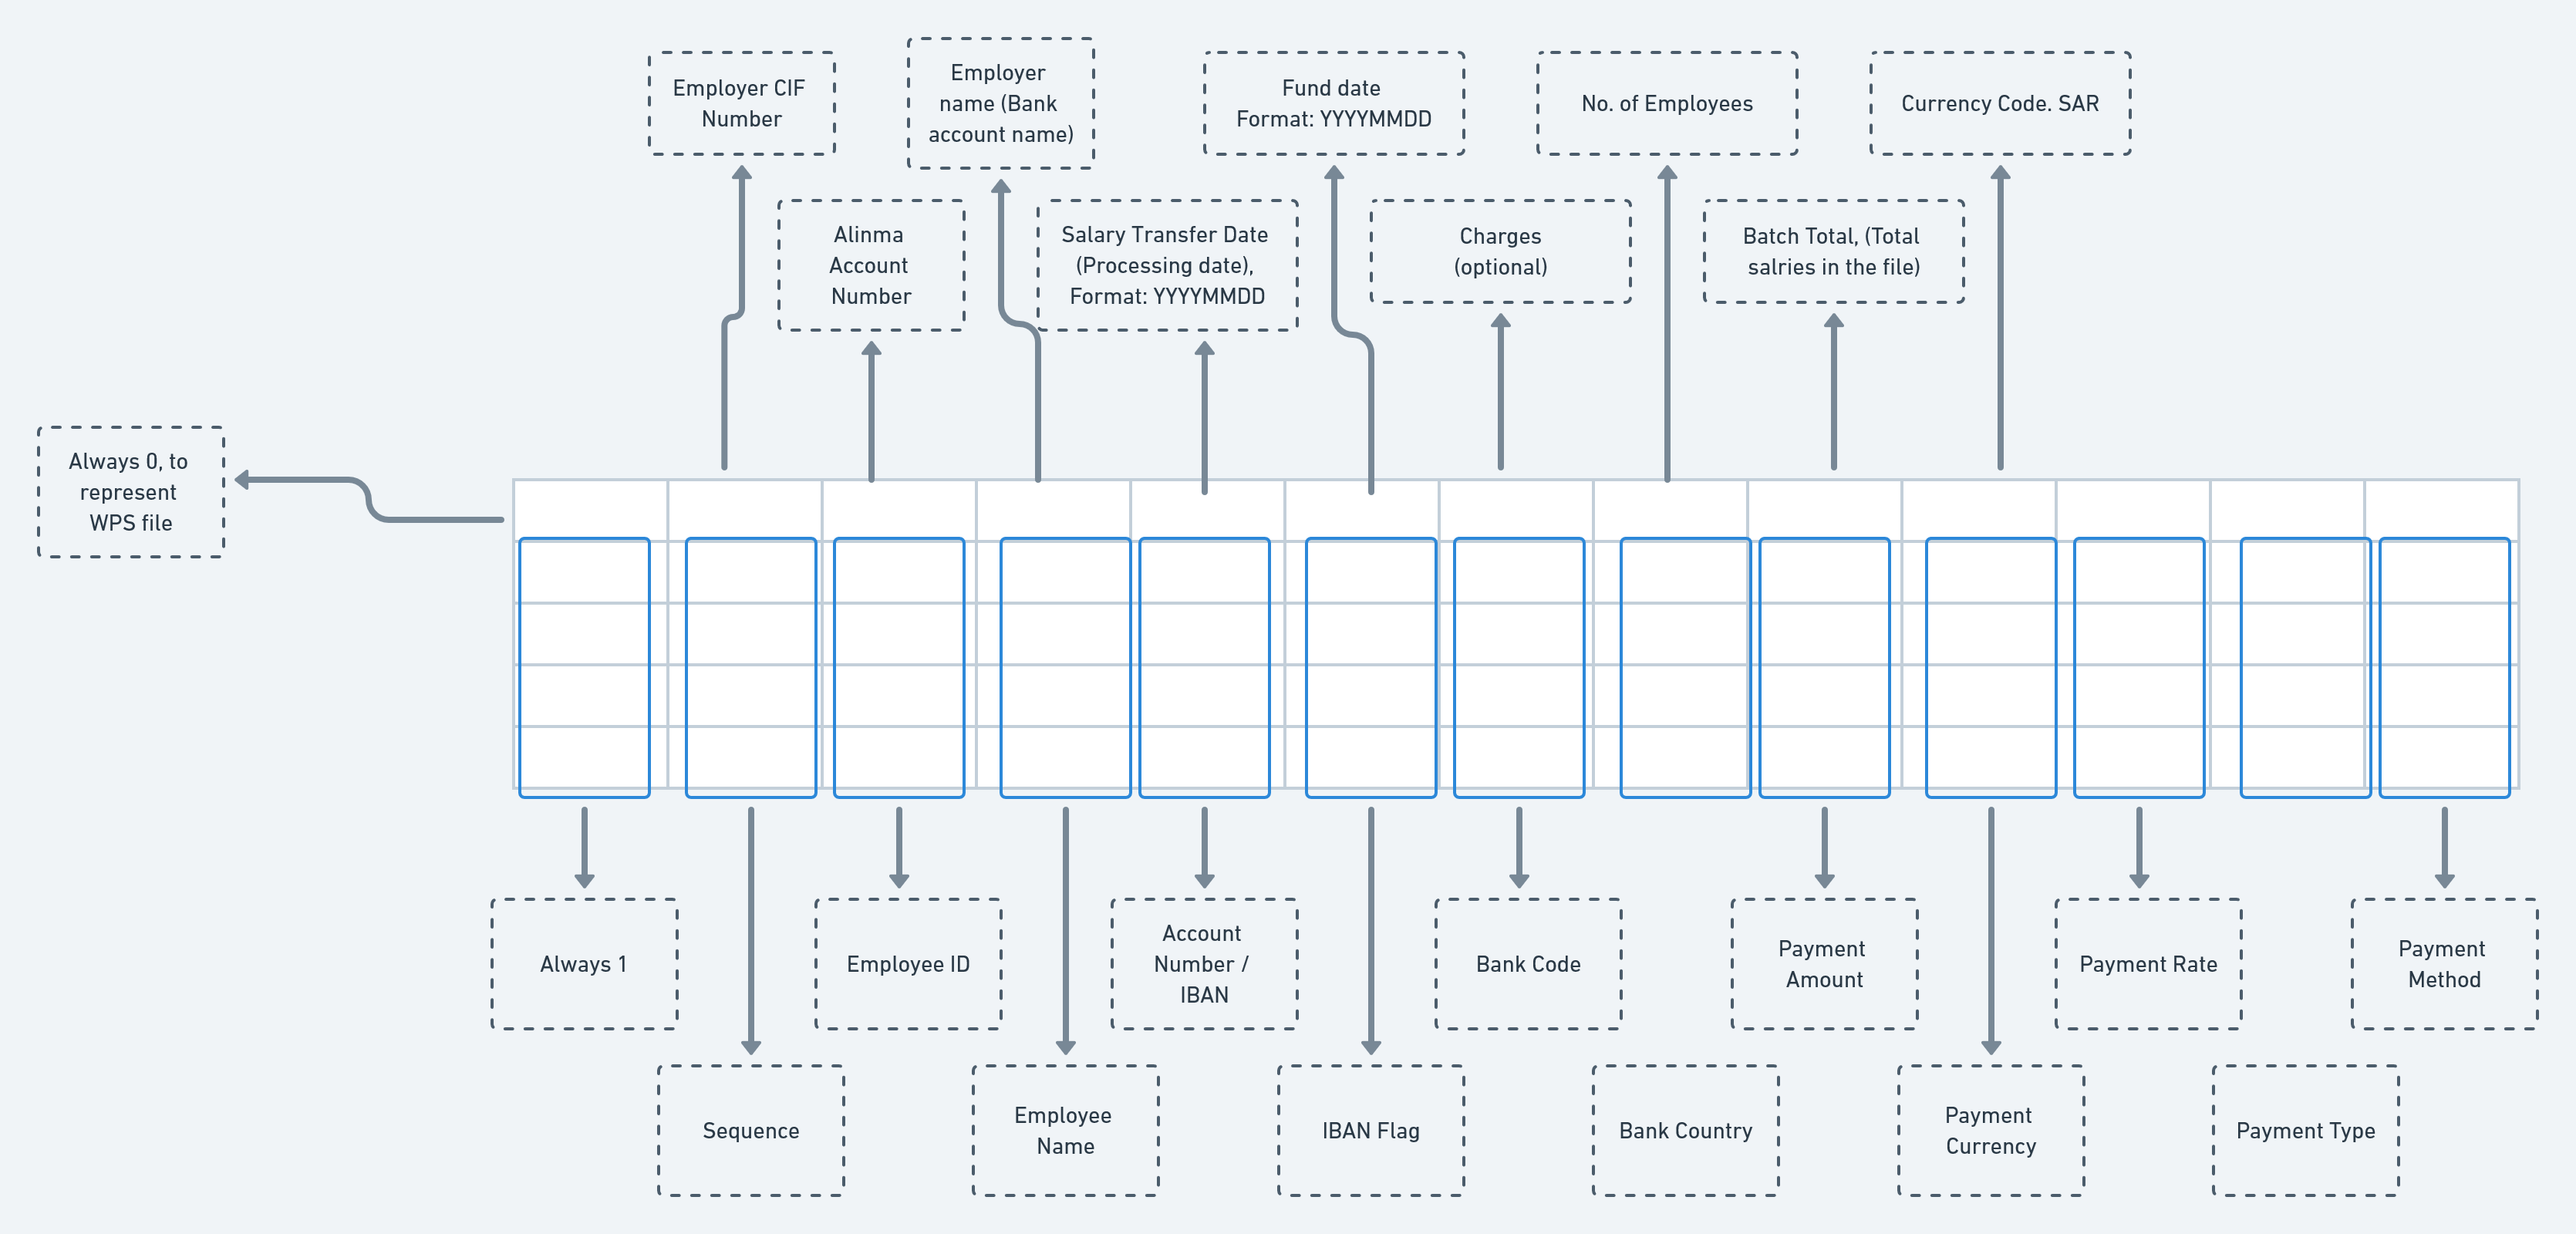 Employer CIF
Number
Employer
name (Bank
account name)
Fund date
Format: YYYYMMDD
No. of Employees
Currency Code. SAR
Alinma
Account
Number
Salary Transfer Date
(Processing date),
Format: YYYYMMDD
Charges
(optional)
Batch Total, (Total
salries in the file)
Always 0, to
represent
WPS file
Always 1
Employee ID
Account
Number /
IBAN
Bank Code
Payment
Amount
Payment Rate
Payment
Method
Sequence
Employee
Name
IBAN Flag
Bank Country
Payment
Currency
Payment Type